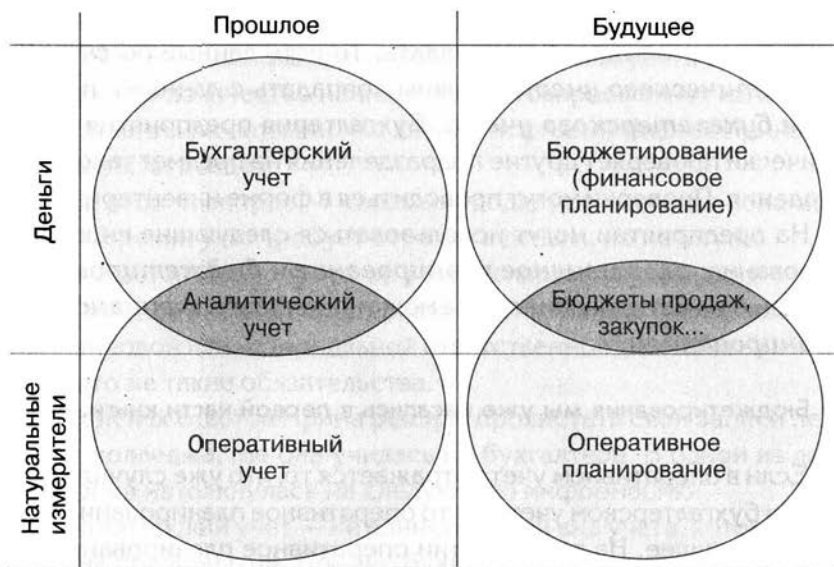 Прошлое
Будущее
Деньги
Бухгалтерский
учет
Бюджетирование
(финансовое
планирование)
Аналитический
учет
Бюджеты продаж,
закупок...
Натуральные
измерители
Оперативный
учет
Оперативное
планирование